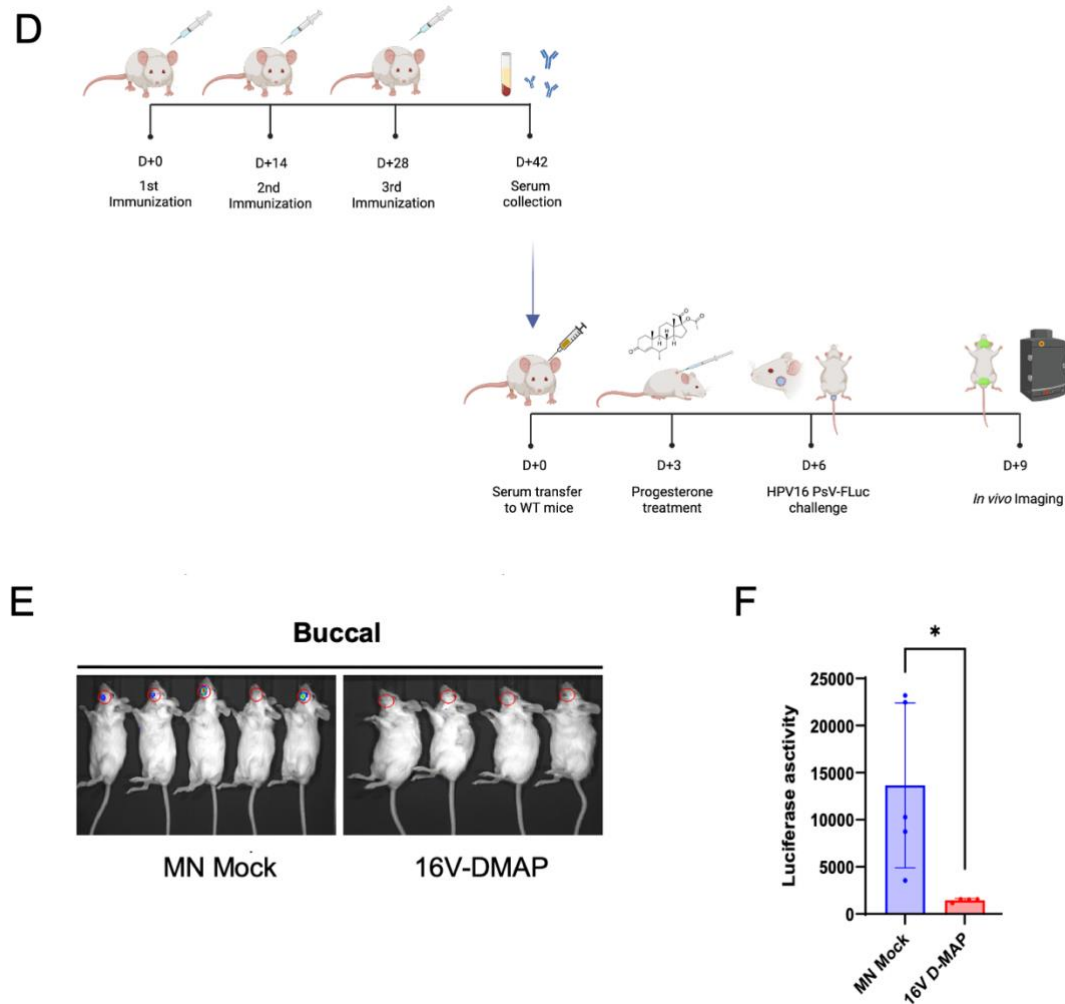 D
D+0
D+14
D+28
D+42
1st
Immunization
2nd
Immunization
3rd
Immunization
Serum
collection
D+0
D+3
D+6
D+9
Serum transfer
to WT mice
Progesterone
treatment
HPV16 PsV-FLuc
challenge
In vivo Imaging
E
Buccal
MN Mock
16V-DMAP
F
*
Luciferase asctivity
25000
20000
15000
10000
5000
0
MN Mock
16V D-MAP